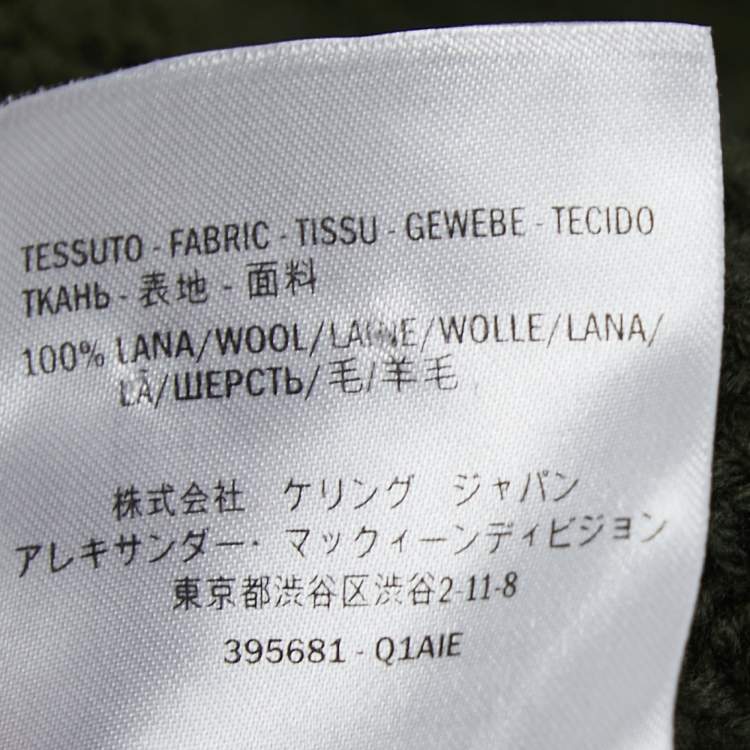 TESSUTO - FABRIC - TISSU - GEWEBE - TECIDO
ТКАНЬ - 表地 - 面料
100% LANA/WOOL/LAINE/WOLLE/LANA/
LÃ/ШЕРСТЬ/毛/羊毛
株式会社 ケリング ジャパン
アレキサンダー・マックィーンディビジョン
東京都渋谷区渋谷2-11-8
395681 - Q1AIE